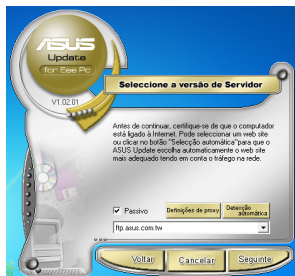 ASUS
Update
for Eee Pc
V1.02.01
Seleccione a versão de Servidor
Antes de continuar, certifique-se de que o computador
está ligado à Internet. Pode seleccionar um web site
ou clicar no botão "Selecção automática"para que o
ASUS Update escolha automaticamente o web site
mais adequado tendo em conta o tráfego na rede.
Passivo
Definições de proxy
Detecção
automática
ftp.asus.com.tw
Voltar
Cancelar
Seguinte